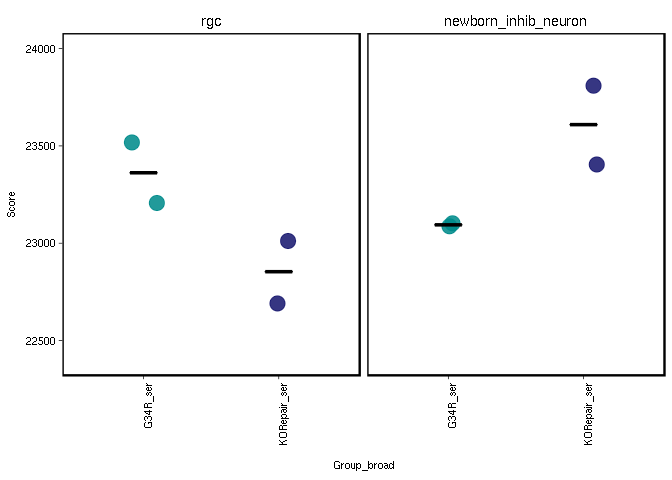 rgc
newborn_inhib_neuron
24000
23500
23000
22500
Score
G34R_ser
KORepair_ser
G34R_ser
KORepair_ser
Group_broad